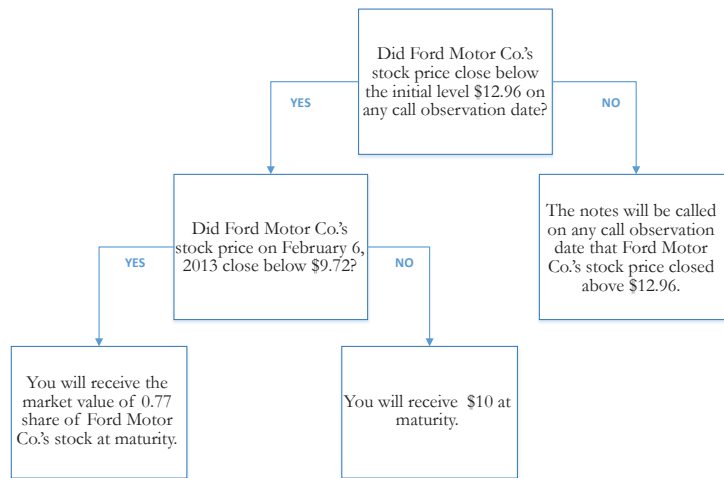 Did Ford Motor Co.'s
stock price close below
the initial level $12.96 on
any call observation date?
YES
NO
Did Ford Motor Co.'s
stock price on February 6,
2013 close below $9.72?
The notes will be called
on any call observation
date that Ford Motor
Co.'s stock price closed
above $12.96.
YES
NO
You will receive the
market value of 0.77
share of Ford Motor
Co.'s stock at maturity.
You will receive $10 at
maturity.